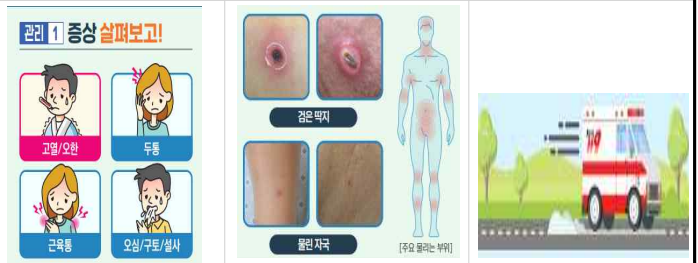 관리 1 증상 살펴보고!
고열/오한
두통
근육통
오심/구토/설사
검은 딱지
물린 자국
[주요 물리는 부위]
119